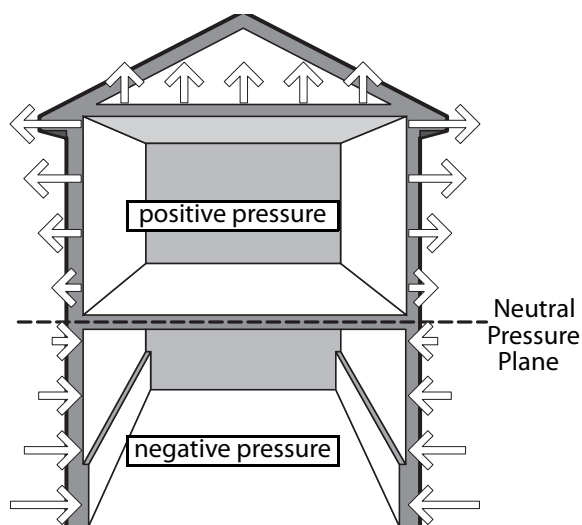 positive pressure
Neutral
Pressure
Plane
negative pressure